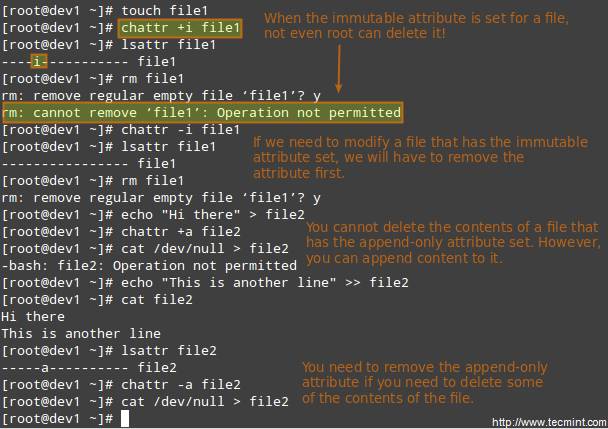 [root@dev1 ~]# touch file1
[root@dev1 ~]# chattr +i file1
[root@dev1 ~]# lsattr file1
----i----------- file1
[root@dev1 ~]# rm file1
rm: remove regular empty file ‘file1’? y
rm: cannot remove ‘file1’: Operation not permitted
When the immutable attribute is set for a file,
not even root can delete it!
[root@dev1 ~]# chattr -i file1
[root@dev1 ~]# lsattr file1
---------------- file1
[root@dev1 ~]# rm file1
rm: remove regular empty file ‘file1’? y
If we need to modify a file that has the immutable
attribute set, we will have to remove the
attribute first.
[root@dev1 ~]# echo "Hi there" > file2
[root@dev1 ~]# chattr +a file2
[root@dev1 ~]# cat /dev/null > file2
-bash: file2: Operation not permitted
You cannot delete the contents of a file that
has the append-only attribute set. However,
you can append content to it.
[root@dev1 ~]# echo "This is another line" >> file2
[root@dev1 ~]# cat file2
Hi there
This is another line
[root@dev1 ~]# lsattr file2
-----a---------- file2
[root@dev1 ~]# chattr -a file2
[root@dev1 ~]# cat /dev/null > file2
[root@dev1 ~]#
You need to remove the append-only
attribute if you need to delete some
of the contents of the file.
http://www.tecmint.com